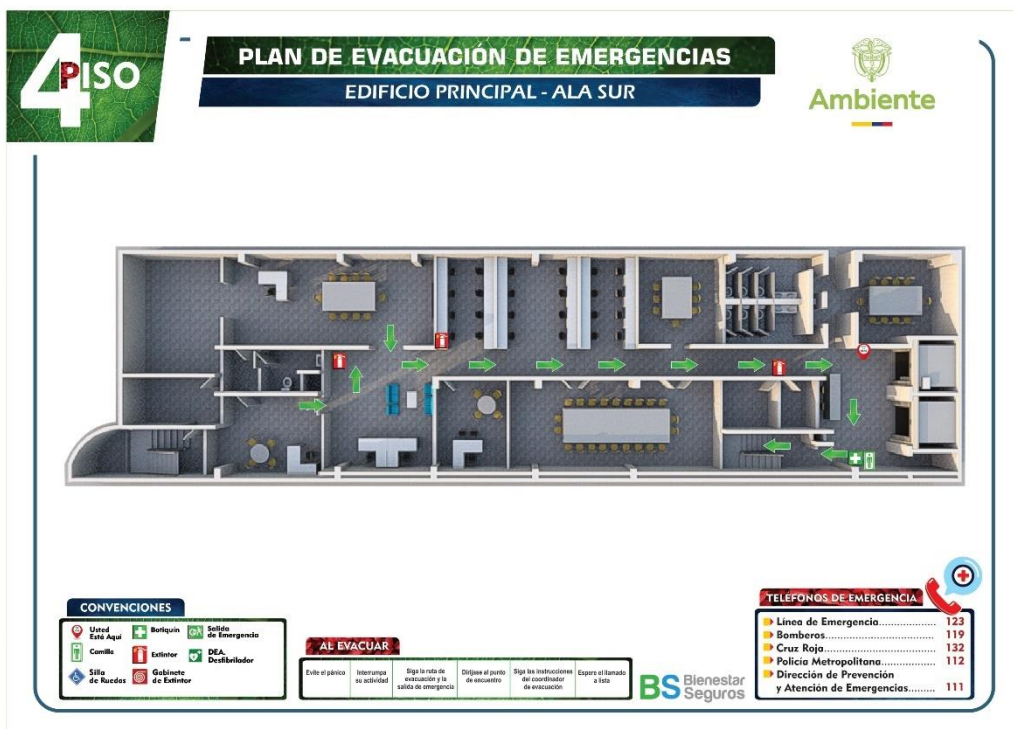 4 PISO
PLAN DE EVACUACIÓN DE EMERGENCIAS
EDIFICIO PRINCIPAL - ALA SUR
Ambiente
CONVENCIONES
Usted
Está Aquí
Botiquín
Salida
de Emergencia
Camilla
Extintor
DEA.
Desfibrilador
Silla
de Ruedas
Gabinete
de Extintor
AL EVACUAR
Evite el pánico
Interrumpa
su actividad
Siga la ruta de
evacuación y la
salida de emergencia
Diríjase al punto
de encuentro
Siga las instrucciones
del coordinador
de evacuación
Espere el llamado
a lista
BS Bienestar
Seguros
TELÉFONOS DE EMERGENCIA
Línea de Emergencia.................... 123
Bomberos.................................... 119
Cruz Roja.................................... 132
Policía Metropolitana................... 112
Dirección de Prevención
y Atención de Emergencias......... 111